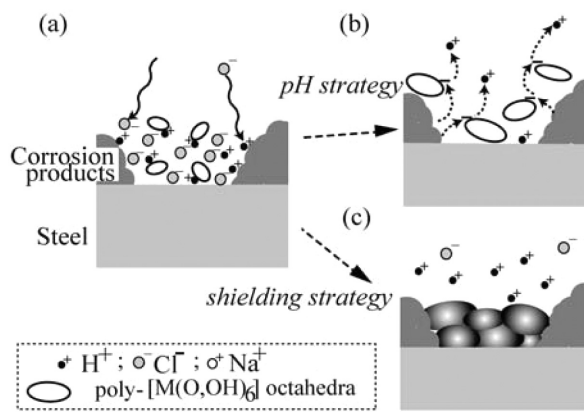 (a)
(b)
pH strategy
Corrosion
products
Steel
(c)
shielding strategy
H⁺ ; Cl⁻ ; Na⁺
poly-[M(O,OH)₆] octahedra